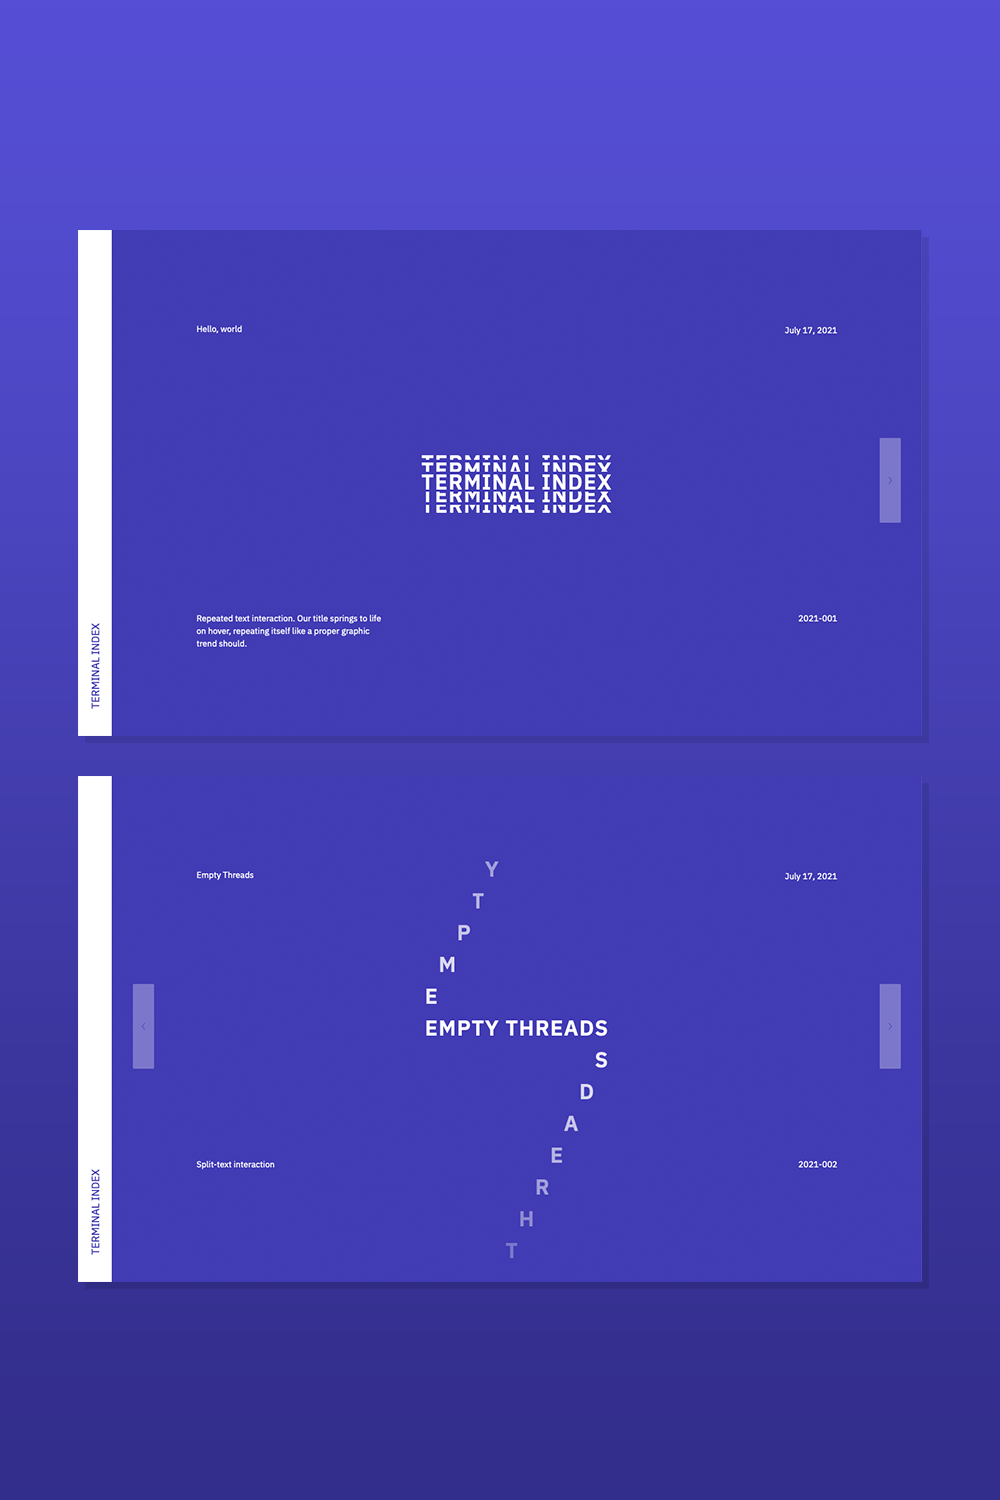 Hello, world
July 17, 2021
TERMINAL INDEX
TERMINAL INDEX
TERMINAL INDEX
TERMINAL INDEX
TERMINAL INDEX
Repeated text interaction. Our title springs to life
on hover, repeating itself like a proper graphic
trend should.
2021-001
TERMINAL INDEX
Empty Threads
July 17, 2021
Y
T
P
M
E
EMPTY THREADS
S
D
A
E
R
H
T
Split-text interaction
2021-002
TERMINAL INDEX